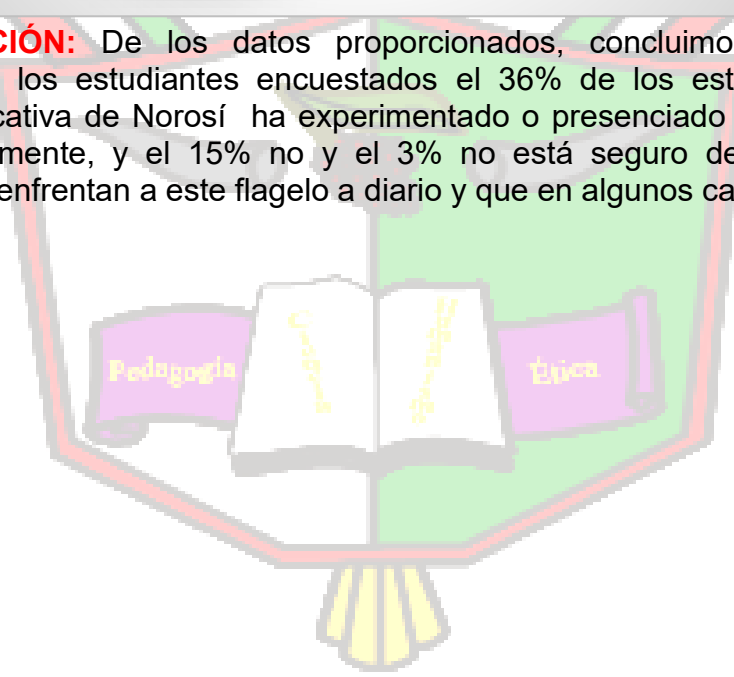 CIÓN: De los datos proporcionados, concluimo
los estudiantes encuestados el 36% de los est
cativa de Norosí ha experimentado o presenciado
mente, y el 15% no y el 3% no está seguro de
enfrentan a este flagelo a diario y que en algunos ca
Pedagogía
Ética